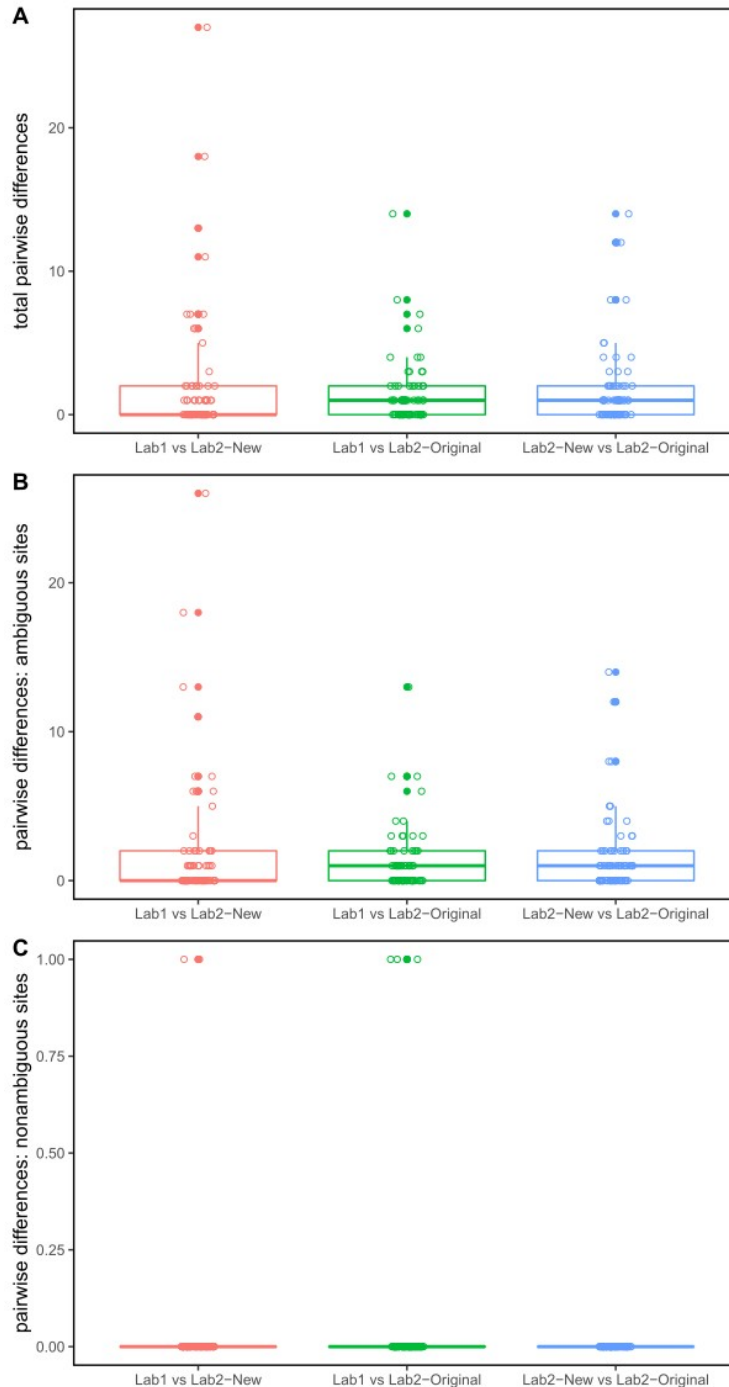 A
total pairwise differences
20
10
0
Lab1 vs Lab2−New Lab1 vs Lab2−Original Lab2−New vs Lab2−Original
B
pairwise differences: ambiguous sites
20
10
0
Lab1 vs Lab2−New Lab1 vs Lab2−Original Lab2−New vs Lab2−Original
C
pairwise differences: nonambiguous sites
1.00
0.75
0.50
0.25
0.00
Lab1 vs Lab2−New Lab1 vs Lab2−Original Lab2−New vs Lab2−Original